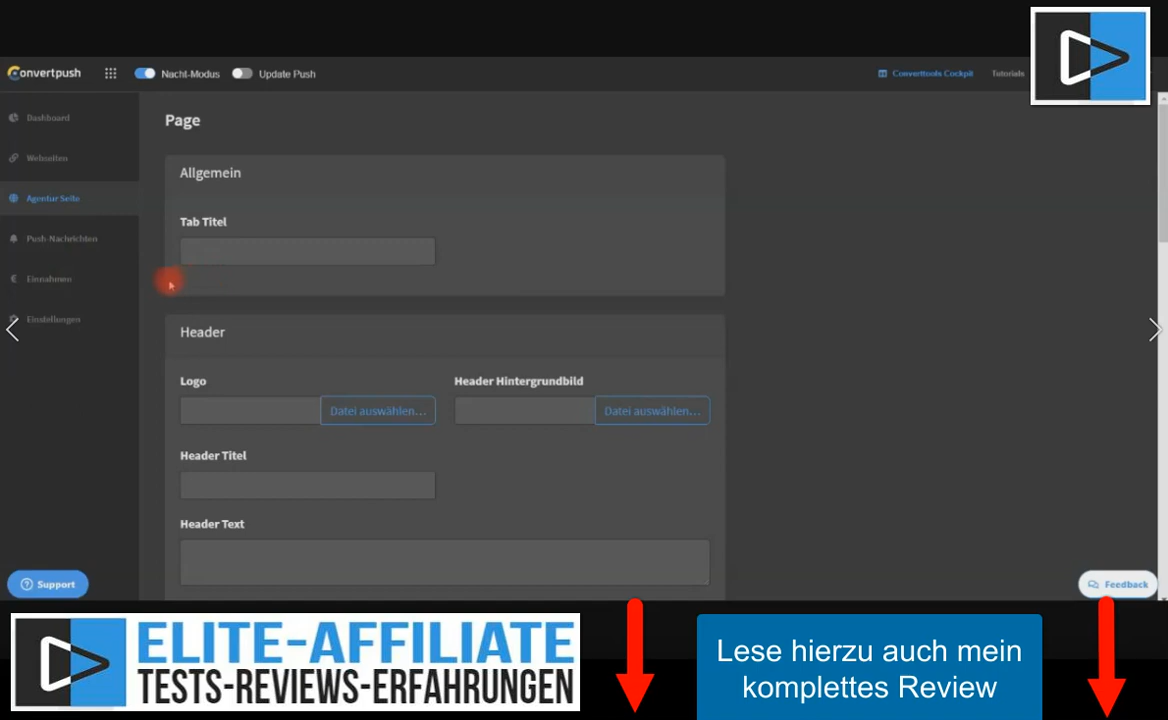 Convertpush
Nacht-Modus
Update Push
Converttools Cockpit
Tutorials
Dashboard
Webseiten
Agentur Seite
Push-Nachrichten
Einnahmen
Einstellungen
Page
Allgemein
Tab Titel
Header
Logo
Header Hintergrundbild
Datei auswählen...
Datei auswählen...
Header Titel
Header Text
Support
Feedback
ELITE-AFFILIATE
TESTS-REVIEWS-ERFAHRUNGEN
Lese hierzu auch mein
komplettes Review